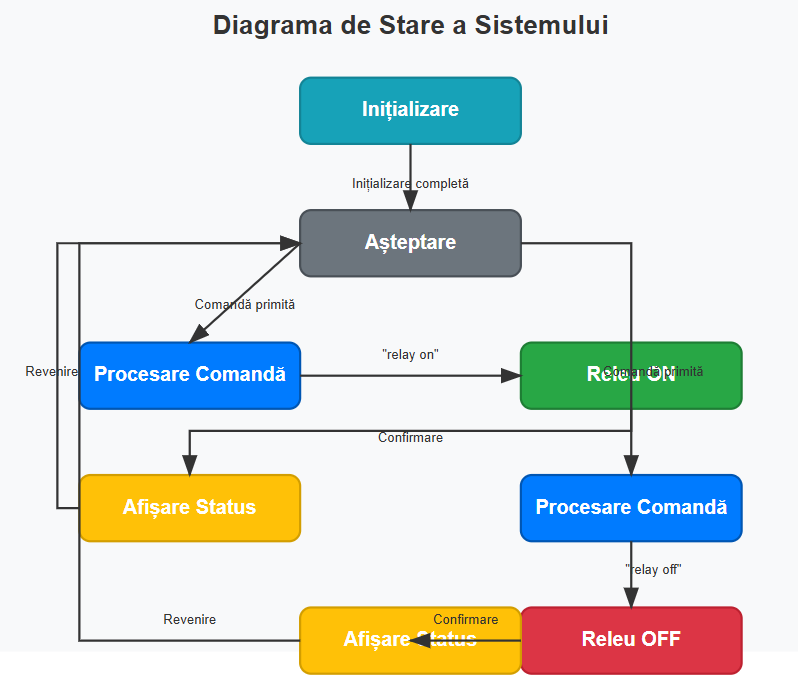 Diagrama de Stare a Sistemului
Inițializare
Inițializare completă
Așteptare
Comandă primită
"relay on"
Revenire
Procesare Comandă
Releu ON
Comandă primită
Confirmare
Afișare Status
Procesare Comandă
"relay off"
Revenire
Confirmare
Afișare Status
Releu OFF